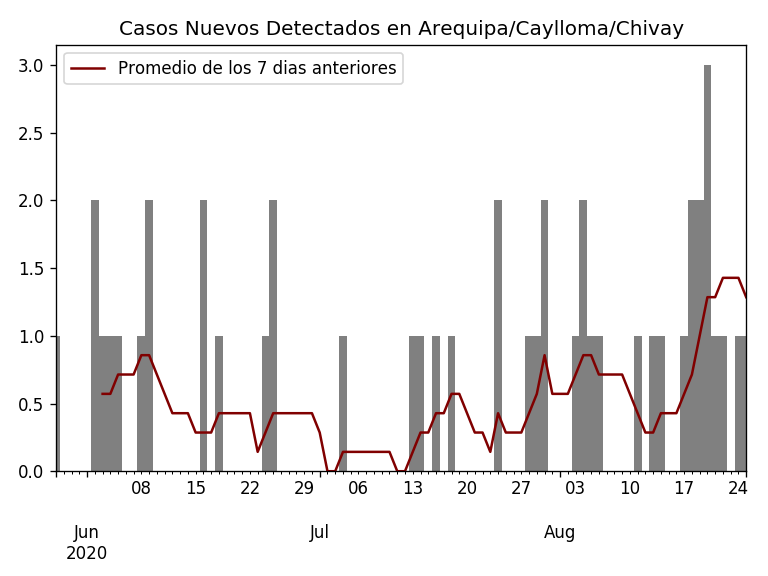 Casos Nuevos Detectados en Arequipa/Caylloma/Chivay
Promedio de los 7 dias anteriores
3.0
2.5
2.0
1.5
1.0
0.5
0.0
08 15 22 29 06 13 20 27 03 10 17 24
Jun Jul Aug
2020